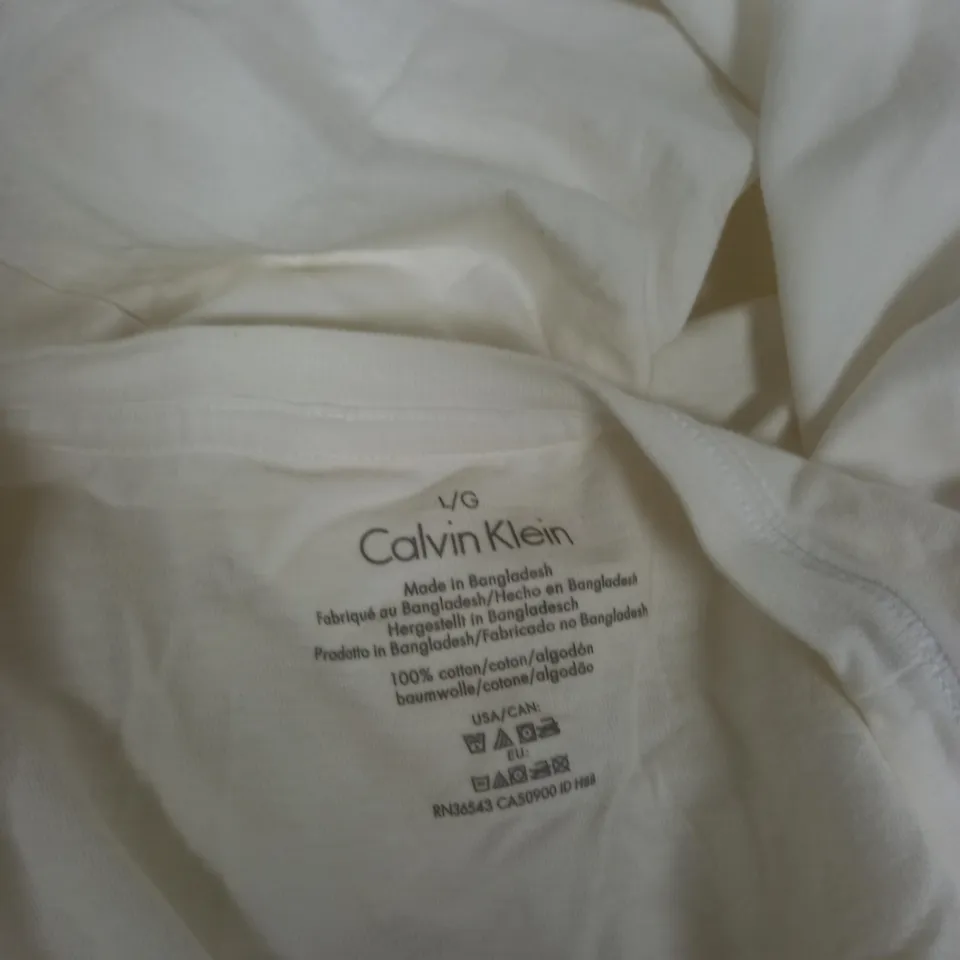 L/G
Calvin Klein
Made in Bangladesh
Fabriqué au Bangladesh/Hecho en Bangladesh
Hergestellt in Bangladesch
Prodotto in Bangladesh/Fabricado no Bangladesh
100% cotton/coton/algodón
baumwolle/cotone/algodão
USA/CAN:
EU:
RN36543 CA50900 ID